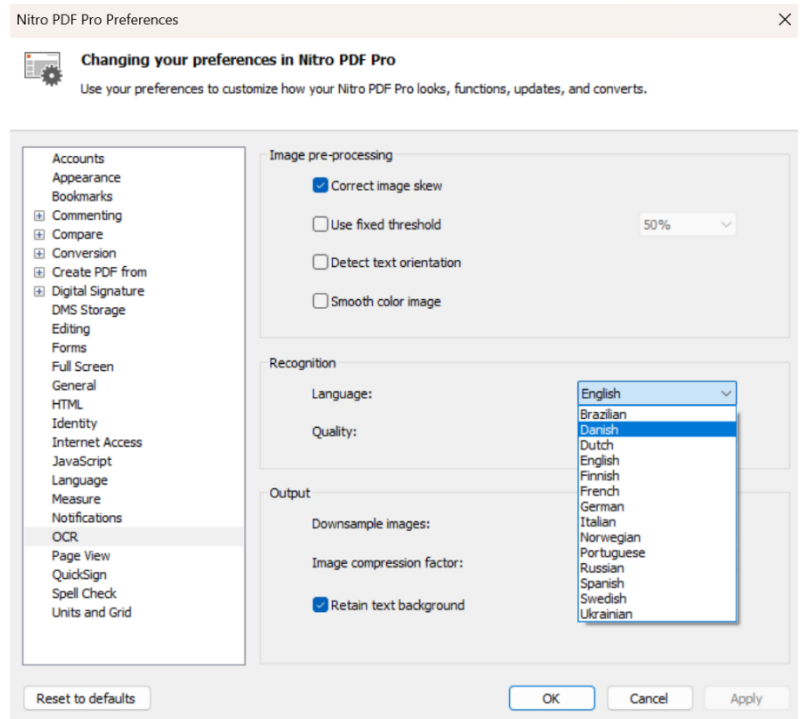 Nitro PDF Pro Preferences
Changing your preferences in Nitro PDF Pro
Use your preferences to customize how your Nitro PDF Pro looks, functions, updates, and converts.
Accounts
Appearance
Bookmarks
Commenting
Compare
Conversion
Create PDF from
Digital Signature
DMS Storage
Editing
Forms
Full Screen
General
HTML
Identity
Internet Access
JavaScript
Language
Measure
Notifications
OCR
Page View
QuickSign
Spell Check
Units and Grid
Image pre-processing
Correct image skew
Use fixed threshold 50%
Detect text orientation
Smooth color image
Recognition
Language: English
Quality:
Brazilian
Danish
Dutch
English
Finnish
French
German
Italian
Norwegian
Portuguese
Russian
Spanish
Swedish
Ukrainian
Output
Downsample images:
Image compression factor:
Retain text background
Reset to defaults OK Cancel Apply